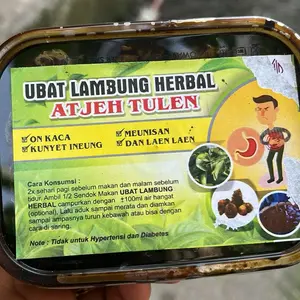 UBAT LAMBUNG HERBAL
ATJEH TULEN
ON KACA
MEUNISAN
KUNYET INEUNG
DAN LAEN LAEN
Cara Konsumsi :
2x sehari pagi sebelum makan dan malam sebelum
tidur. Ambil 1/2 Sendok Makan UBAT LAMBUNG
HERBAL campurkan dengan ±100ml air hangat
(optional). Lalu aduk sampai merata dan diamkan
sampai ampasnya turun kebawah atau bisa dengan
cara di saring.
Note : Tidak untuk Hypertensi dan Diabetes